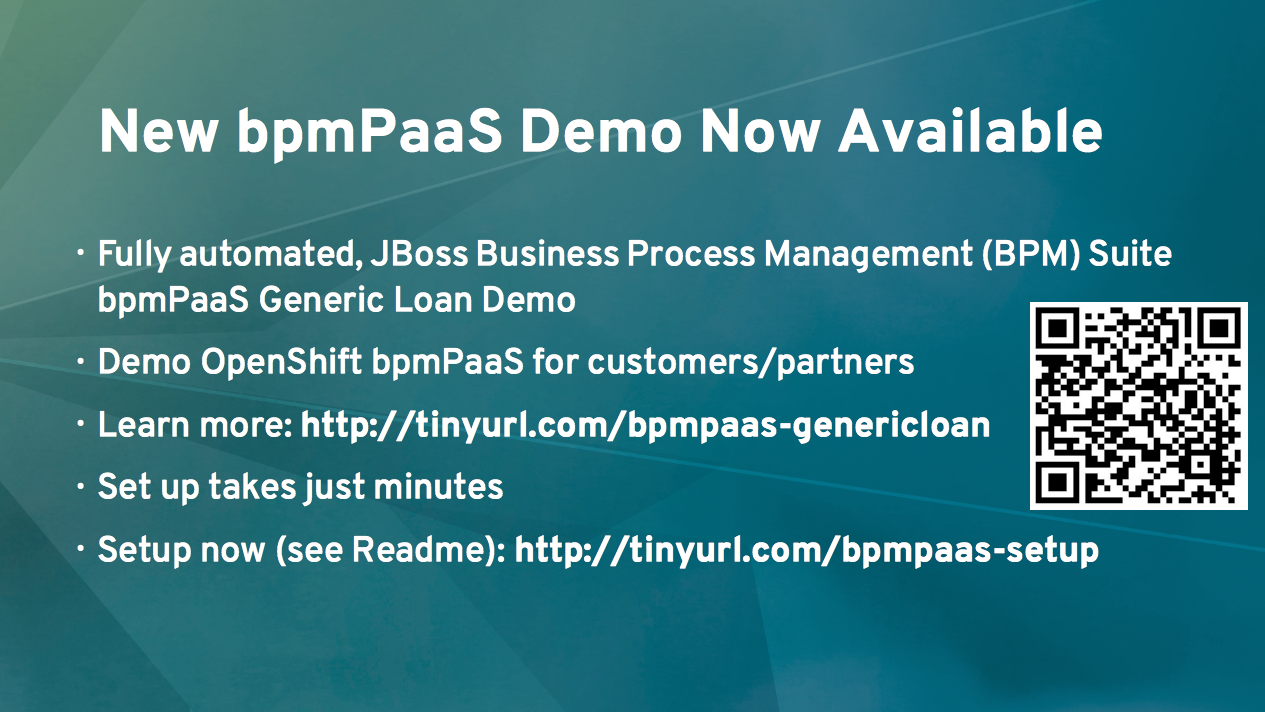 New bpmPaaS Demo Now Available
• Fully automated, JBoss Business Process Management (BPM) Suite
bpmPaaS Generic Loan Demo
• Demo OpenShift bpmPaaS for customers/partners
• Learn more: http://tinyurl.com/bpmpaas-genericloan
• Set up takes just minutes
• Setup now (see Readme): http://tinyurl.com/bpmpaas-setup